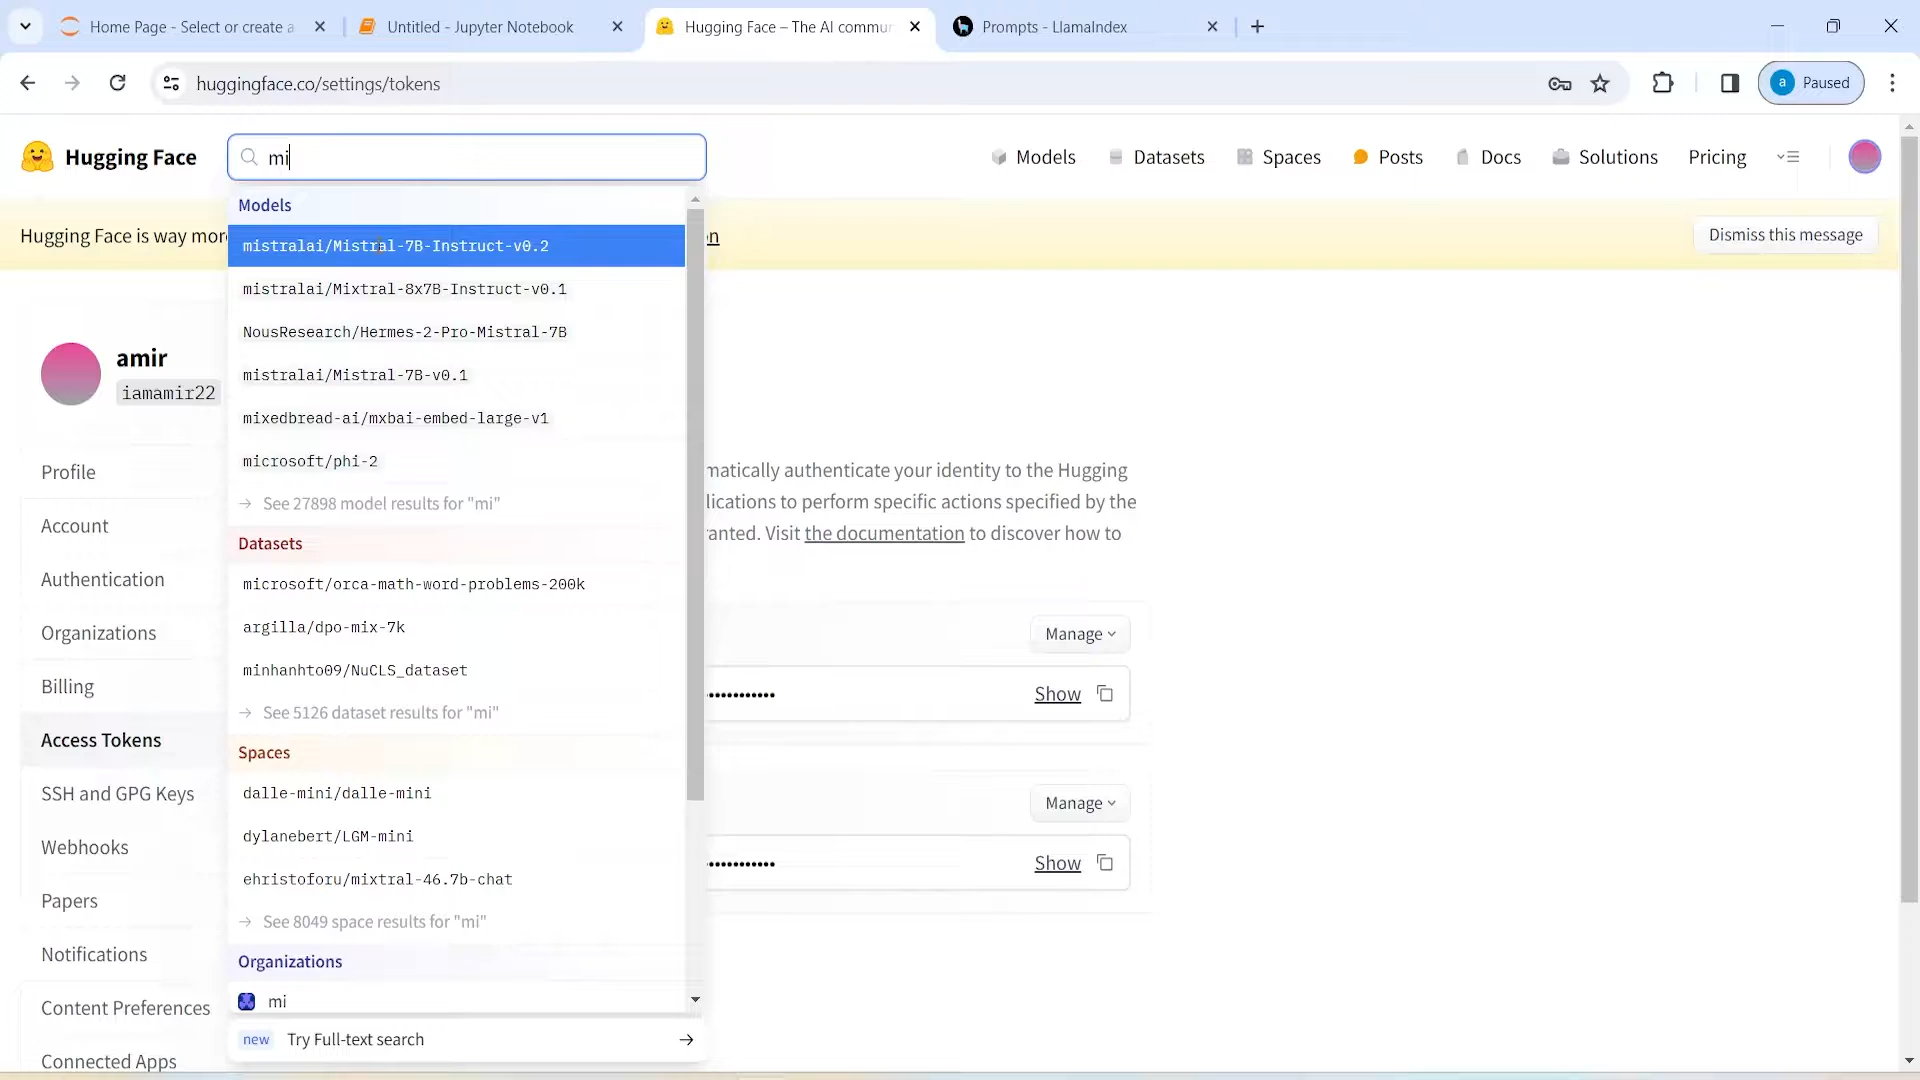 Home Page - Select or create a
Untitled - Jupyter Notebook
Hugging Face – The AI commun
Prompts - LlamaIndex
huggingface.co/settings/tokens
a Paused
Hugging Face
mi
Models
Datasets
Spaces
Posts
Docs
Solutions
Pricing
Hugging Face is way mor
n
Dismiss this message
Models
mistralai/Mistral-7B-Instruct-v0.2
mistralai/Mixtral-8x7B-Instruct-v0.1
NousResearch/Hermes-2-Pro-Mistral-7B
mistralai/Mistral-7B-v0.1
mixedbread-ai/mxbai-embed-large-v1
microsoft/phi-2
→ See 27898 model results for "mi"
Datasets
microsoft/orca-math-word-problems-200k
argilla/dpo-mix-7k
minhanhto09/NuCLS_dataset
→ See 5126 dataset results for "mi"
Spaces
dalle-mini/dalle-mini
dylanebert/LGM-mini
ehristoforu/mixtral-46.7b-chat
→ See 8049 space results for "mi"
Organizations
mi
new Try Full-text search →
amir
iamamir22
Profile
Account
Authentication
Organizations
Billing
Access Tokens
SSH and GPG Keys
Webhooks
Papers
Notifications
Content Preferences
Connected Apps
matically authenticate your identity to the Hugging
lications to perform specific actions specified by the
anted. Visit the documentation to discover how to
Manage
•••••••••••• Show
Manage
•••••••••••• Show